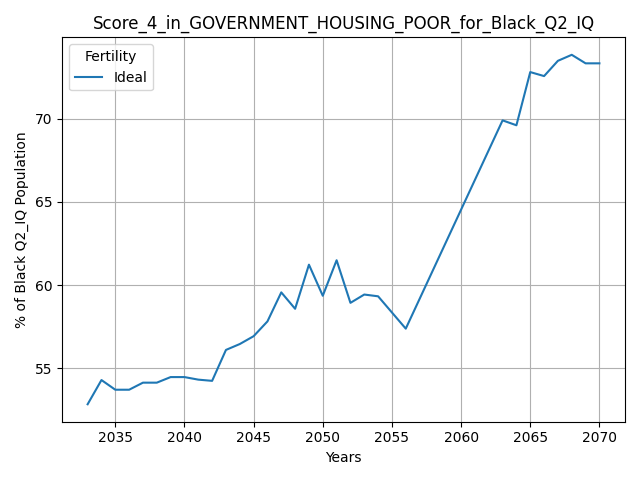 Score_4_in_GOVERNMENT_HOUSING_POOR_for_Black_Q2_IQ
Fertility
Ideal
% of Black Q2_IQ Population
70
65
60
55
2035 2040 2045 2050 2055 2060 2065 2070
Years